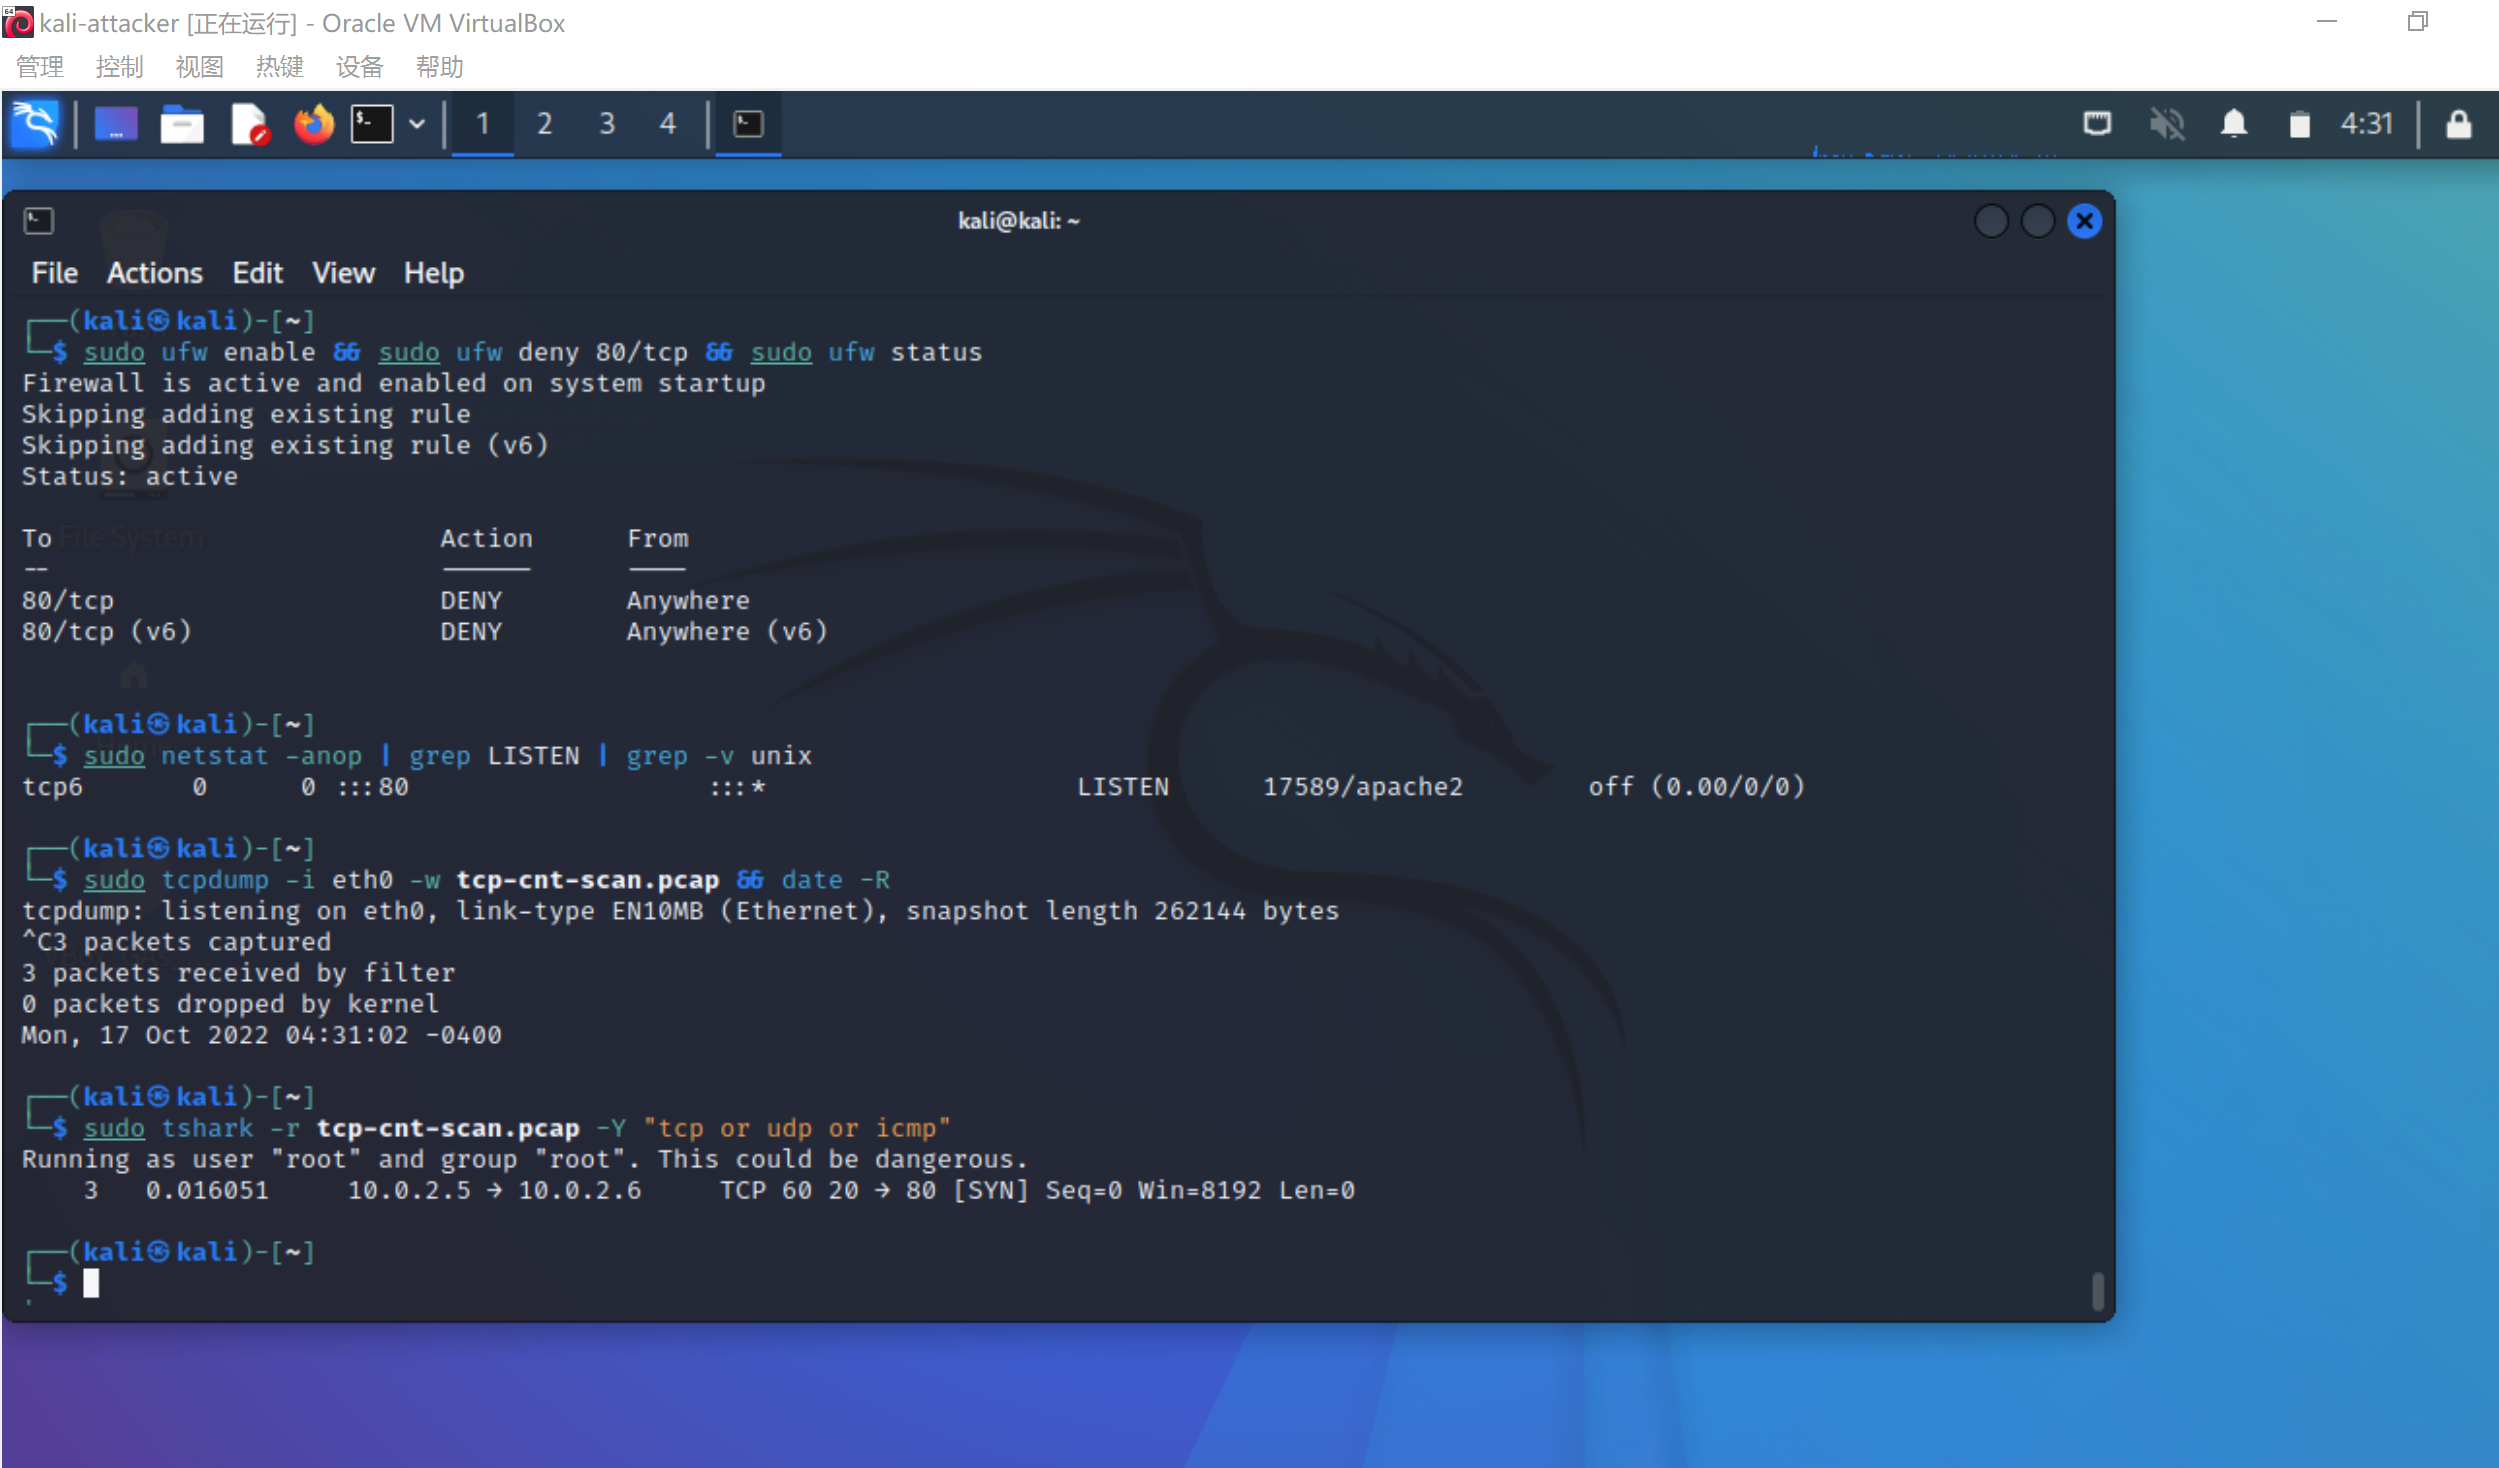 64
kali-attacker [正在运行] - Oracle VM VirtualBox
管理 控制 视图 热键 设备 帮助
1 2 3 4 4:31
kali@kali: ~
File Actions Edit View Help
┌──(kali㉿kali)-[~]
└─$ sudo ufw enable && sudo ufw deny 80/tcp && sudo ufw status
Firewall is active and enabled on system startup
Skipping adding existing rule
Skipping adding existing rule (v6)
Status: active
To Action From
-- ------ ----
80/tcp DENY Anywhere
80/tcp (v6) DENY Anywhere (v6)
┌──(kali㉿kali)-[~]
└─$ sudo netstat -anop | grep LISTEN | grep -v unix
tcp6 0 0 :::80 :::* LISTEN 17589/apache2 off (0.00/0/0)
┌──(kali㉿kali)-[~]
└─$ sudo tcpdump -i eth0 -w tcp-cnt-scan.pcap && date -R
tcpdump: listening on eth0, link-type EN10MB (Ethernet), snapshot length 262144 bytes
^C3 packets captured
3 packets received by filter
0 packets dropped by kernel
Mon, 17 Oct 2022 04:31:02 -0400
┌──(kali㉿kali)-[~]
└─$ sudo tshark -r tcp-cnt-scan.pcap -Y "tcp or udp or icmp"
Running as user "root" and group "root". This could be dangerous.
3 0.016051 10.0.2.5 → 10.0.2.6 TCP 60 20 → 80 [SYN] Seq=0 Win=8192 Len=0
┌──(kali㉿kali)-[~]
└─$
File System